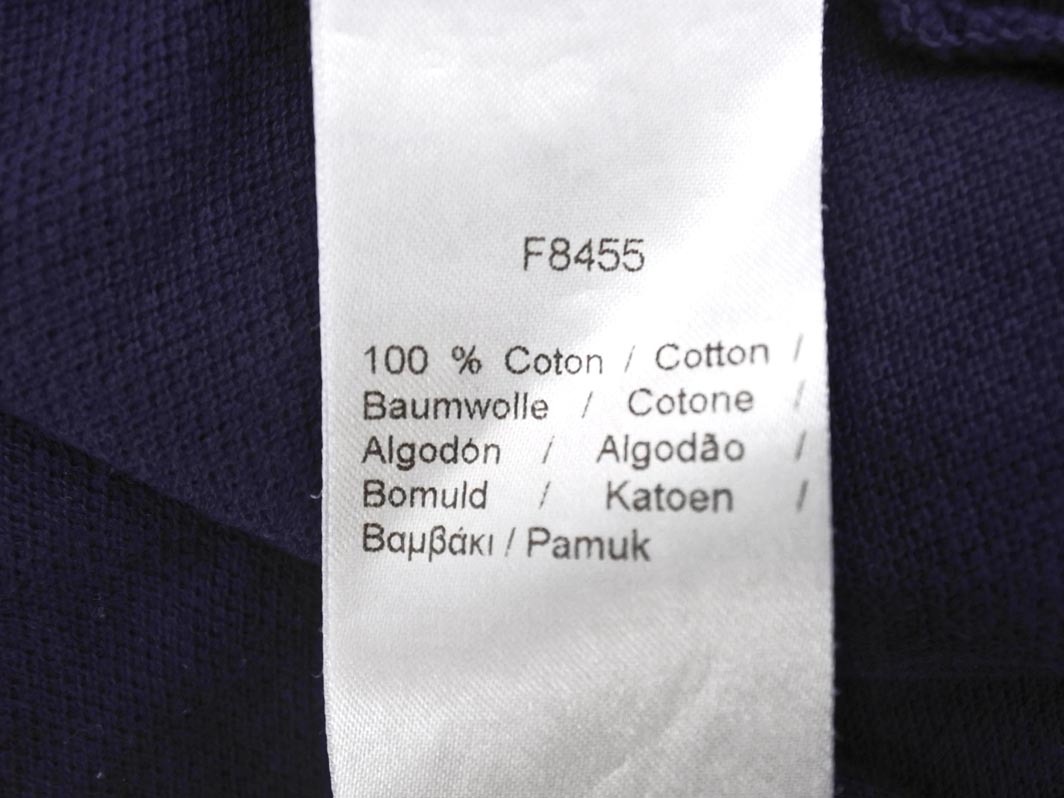 F8455
100 % Coton / Cotton /
Baumwolle / Cotone /
Algodón / Algodão /
Bomuld / Katoen /
Βαμβάκι / Pamuk